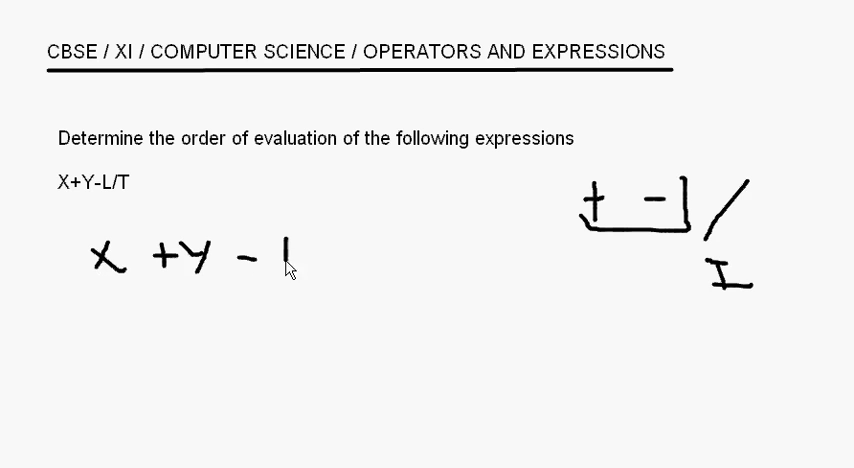 CBSE / XI / COMPUTER SCIENCE / OPERATORS AND EXPRESSIONS
Determine the order of evaluation of the following expressions
X+Y-L/T
+ - /
X + Y -
I